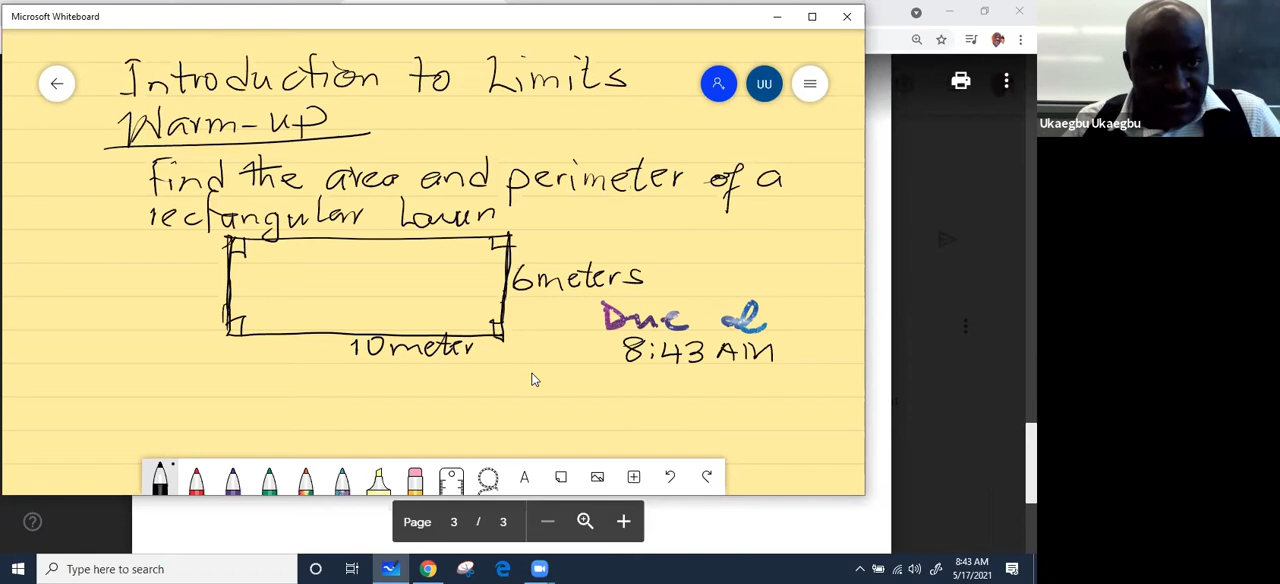 Microsoft Whiteboard
Introduction to Limits
Warm-up
UU
Find the area and perimeter of a
rectangular Lawn
6meters
10meter
Due @
8:43 AM
A
Page 3 / 3
Ukaegbu Ukaegbu
Type here to search
8:43 AM
5/17/2021